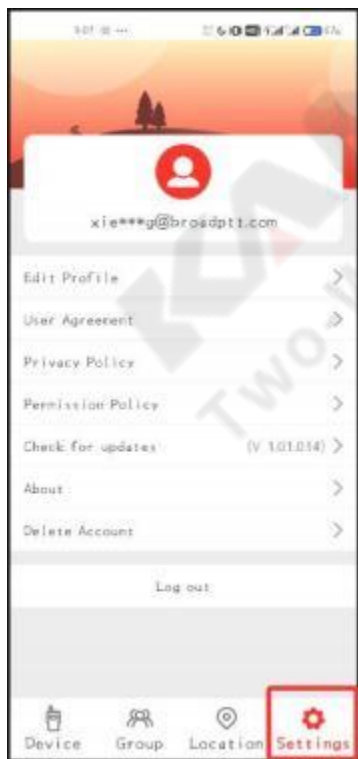 xie***g@broadptt.com
Edit Profile
User Agreement
Privacy Policy
Permission Policy
Check for updates (V 1.01.014)
About
Delete Account
Log out
Device Group Location Settings
TWO